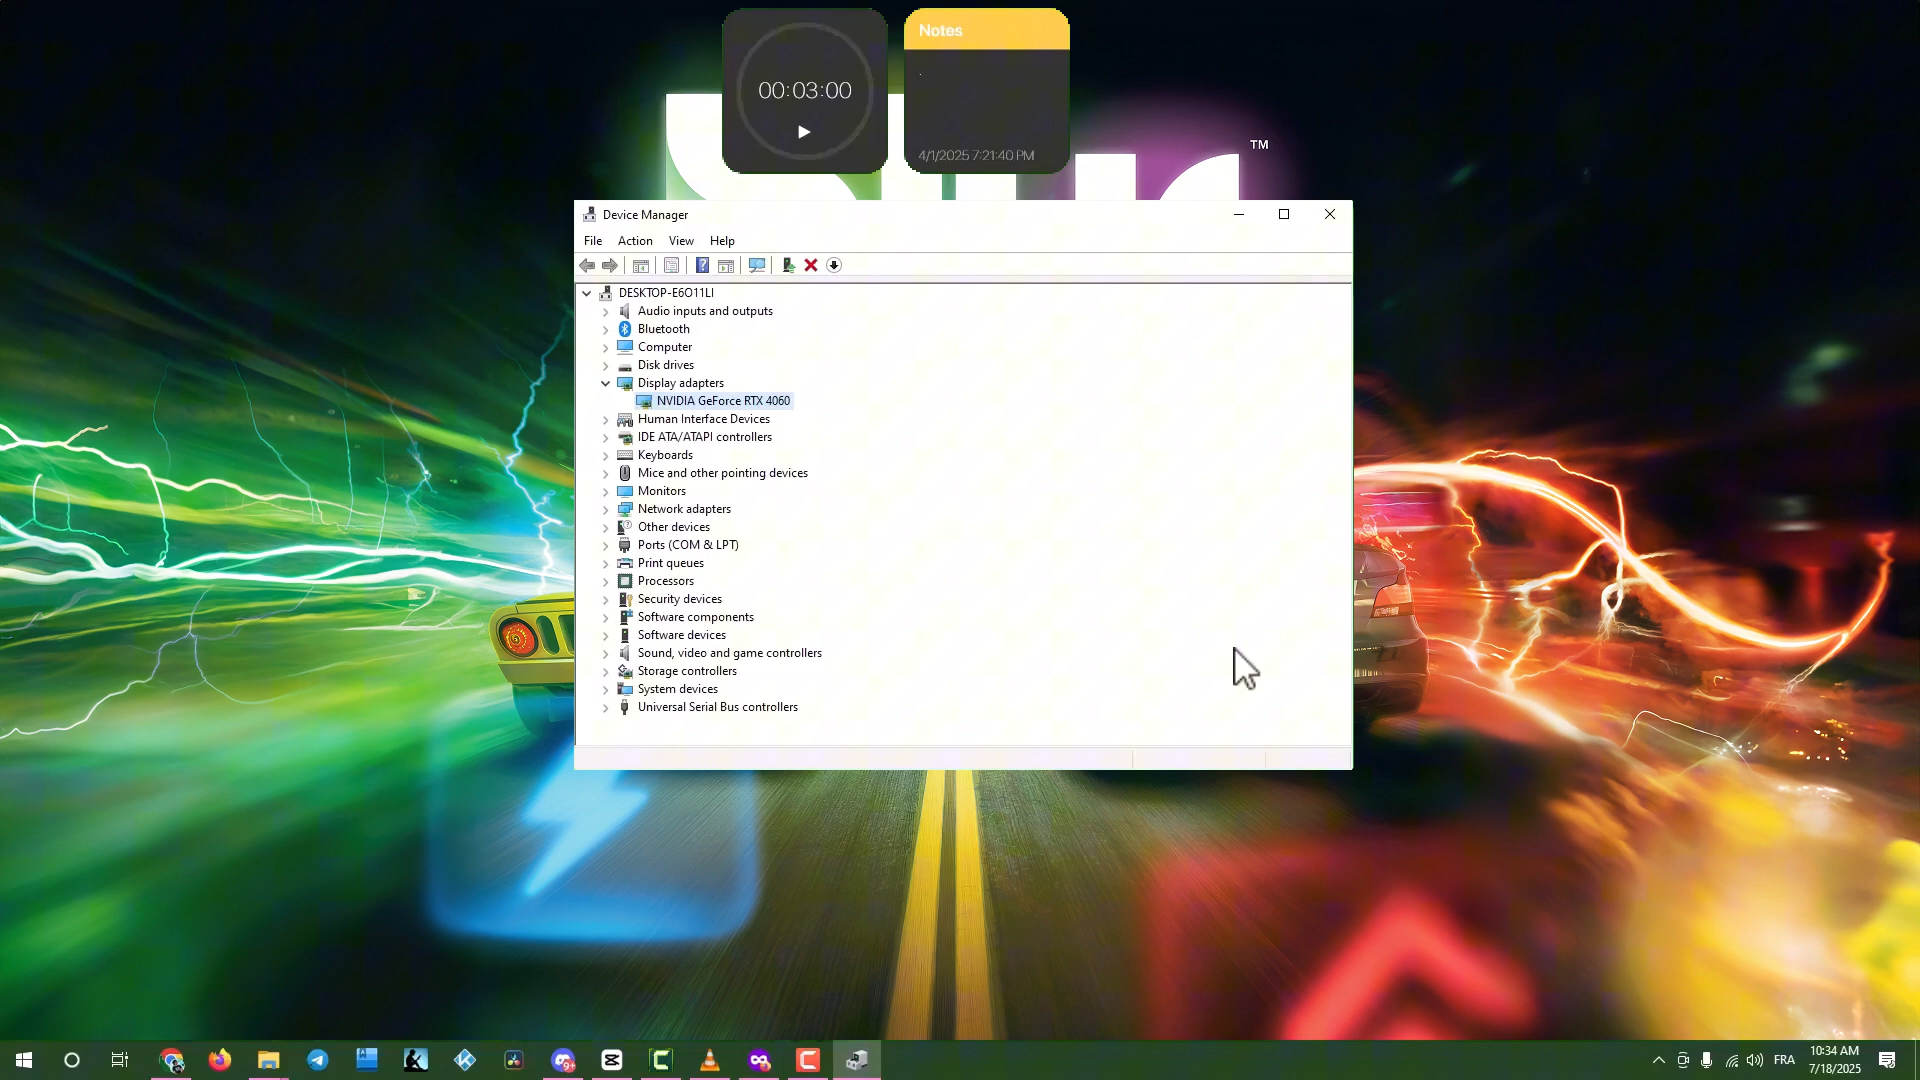 00:03:00
Notes
.
4/1/2025 7:21:40 PM
TM
Device Manager
File Action View Help
DESKTOP-E6O11LI
Audio inputs and outputs
Bluetooth
Computer
Disk drives
Display adapters
NVIDIA GeForce RTX 4060
Human Interface Devices
IDE ATA/ATAPI controllers
Keyboards
Mice and other pointing devices
Monitors
Network adapters
Other devices
Ports (COM & LPT)
Print queues
Processors
Security devices
Software components
Software devices
Sound, video and game controllers
Storage controllers
System devices
Universal Serial Bus controllers
9+
FRA
10:34 AM
7/18/2025